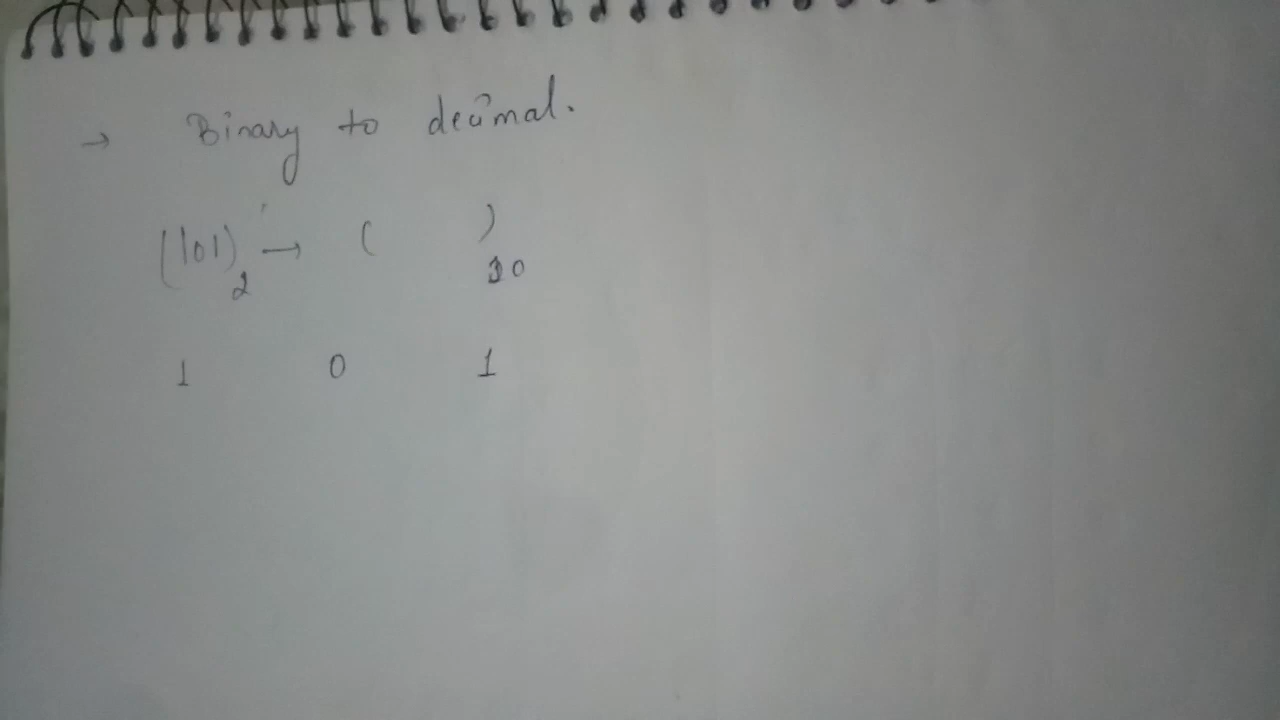 → Binary to decimal.
(101)₂ → (   )₁₀
1 0 1